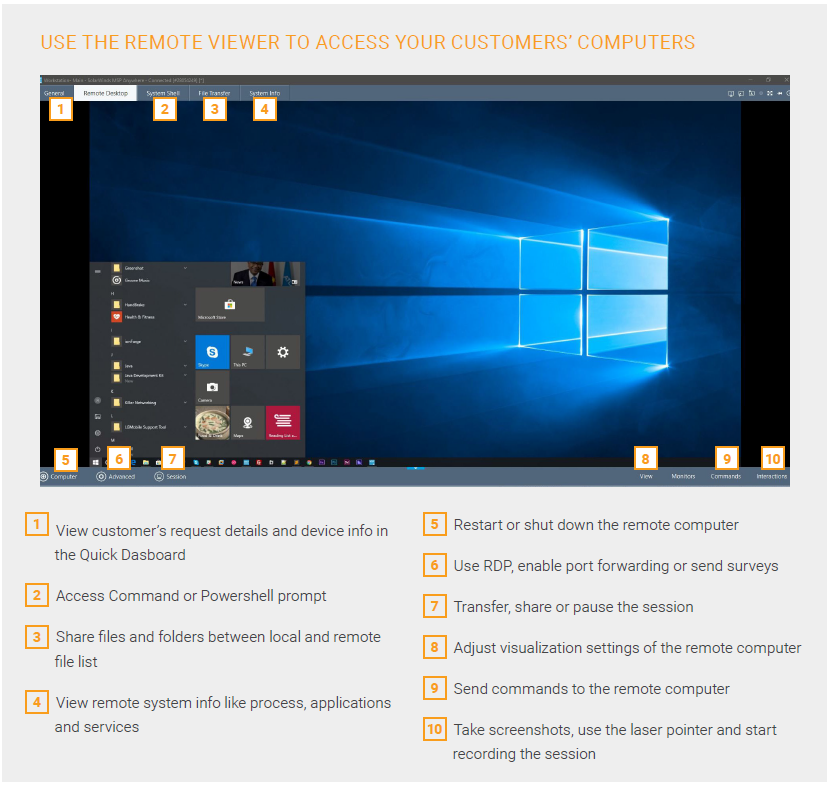 USE THE REMOTE VIEWER TO ACCESS YOUR CUSTOMERS' COMPUTERS
General
Remote Desktop
System Shell
File Transfer
System Info
1
2
3
4
Greenshot
Groove Music
News
H
HandBrake
Microsoft Store
Health & Fitness
I
J
Java
Skype
This PC
Java Development Kit
K
Camera
Killer Networking
L
LGMobile Support Tool
Maps
M
5
6
7
8
9
10
Computer
Advanced
Session
View
Monitors
Commands
Interactions
1 View customer's request details and device info in
the Quick Dasboard
2 Access Command or Powershell prompt
3 Share files and folders between local and remote
file list
4 View remote system info like process, applications
and services
5 Restart or shut down the remote computer
6 Use RDP, enable port forwarding or send surveys
7 Transfer, share or pause the session
8 Adjust visualization settings of the remote computer
9 Send commands to the remote computer
10 Take screenshots, use the laser pointer and start
recording the session